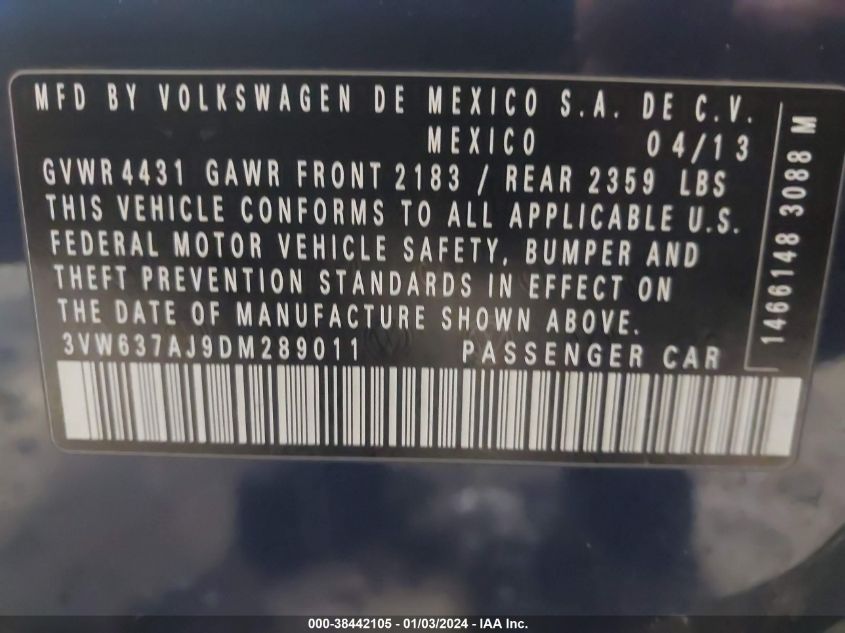 MFD BY VOLKSWAGEN DE MEXICO S.A. DE C.V.
MEXICO 04/13
GVWR 4431 GAWR FRONT 2183 / REAR 2359 LBS
THIS VEHICLE CONFORMS TO ALL APPLICABLE U.S.
FEDERAL MOTOR VEHICLE SAFETY, BUMPER AND
THEFT PREVENTION STANDARDS IN EFFECT ON
THE DATE OF MANUFACTURE SHOWN ABOVE.
3VW637AJ9DM289011 PASSENGER CAR
1466148 3088 M
000-38442105 - 01/03/2024 - IAA Inc.